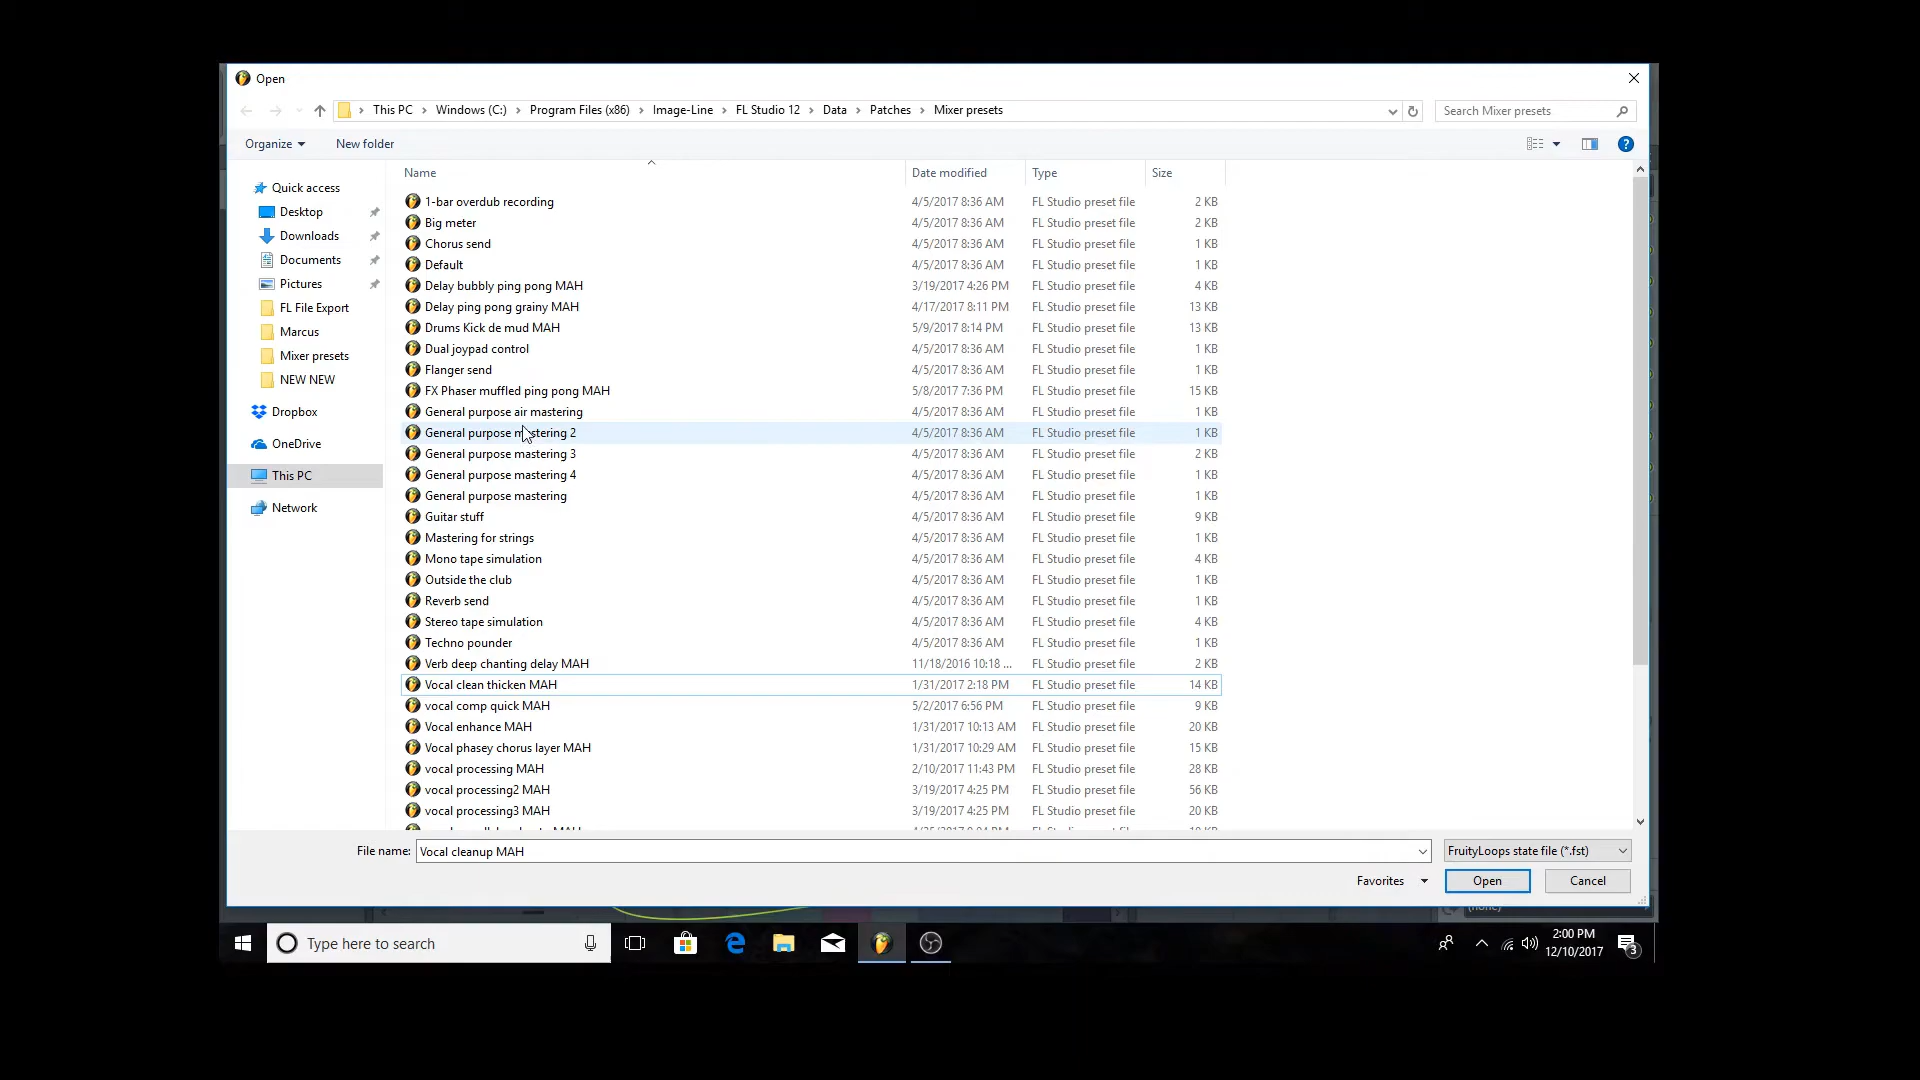 Open
This PC Windows (C:) Program Files (x86) Image-Line FL Studio 12 Data Patches Mixer presets Search Mixer presets
Organize New folder
Name Date modified Type Size
Quick access
Desktop
Downloads
Documents
Pictures
FL File Export
Marcus
Mixer presets
NEW NEW
Dropbox
OneDrive
This PC
Network
1-bar overdub recording 4/5/2017 8:36 AM FL Studio preset file 2 KB
Big meter 4/5/2017 8:36 AM FL Studio preset file 2 KB
Chorus send 4/5/2017 8:36 AM FL Studio preset file 1 KB
Default 4/5/2017 8:36 AM FL Studio preset file 1 KB
Delay bubbly ping pong MAH 3/19/2017 4:26 PM FL Studio preset file 4 KB
Delay ping pong grainy MAH 4/17/2017 8:11 PM FL Studio preset file 13 KB
Drums Kick de mud MAH 5/9/2017 8:14 PM FL Studio preset file 13 KB
Dual joypad control 4/5/2017 8:36 AM FL Studio preset file 1 KB
Flanger send 4/5/2017 8:36 AM FL Studio preset file 1 KB
FX Phaser muffled ping pong MAH 5/8/2017 7:36 PM FL Studio preset file 15 KB
General purpose air mastering 4/5/2017 8:36 AM FL Studio preset file 1 KB
General purpose mastering 2 4/5/2017 8:36 AM FL Studio preset file 1 KB
General purpose mastering 3 4/5/2017 8:36 AM FL Studio preset file 2 KB
General purpose mastering 4 4/5/2017 8:36 AM FL Studio preset file 1 KB
General purpose mastering 4/5/2017 8:36 AM FL Studio preset file 1 KB
Guitar stuff 4/5/2017 8:36 AM FL Studio preset file 9 KB
Mastering for strings 4/5/2017 8:36 AM FL Studio preset file 1 KB
Mono tape simulation 4/5/2017 8:36 AM FL Studio preset file 4 KB
Outside the club 4/5/2017 8:36 AM FL Studio preset file 1 KB
Reverb send 4/5/2017 8:36 AM FL Studio preset file 1 KB
Stereo tape simulation 4/5/2017 8:36 AM FL Studio preset file 4 KB
Techno pounder 4/5/2017 8:36 AM FL Studio preset file 1 KB
Verb deep chanting delay MAH 11/18/2016 10:18 ... FL Studio preset file 2 KB
Vocal clean thicken MAH 1/31/2017 2:18 PM FL Studio preset file 14 KB
vocal comp quick MAH 5/2/2017 6:56 PM FL Studio preset file 9 KB
Vocal enhance MAH 1/31/2017 10:13 AM FL Studio preset file 20 KB
Vocal phasey chorus layer MAH 1/31/2017 10:29 AM FL Studio preset file 15 KB
vocal processing MAH 2/10/2017 11:43 PM FL Studio preset file 28 KB
vocal processing2 MAH 3/19/2017 4:25 PM FL Studio preset file 56 KB
vocal processing3 MAH 3/19/2017 4:25 PM FL Studio preset file 20 KB
File name: Vocal cleanup MAH FruityLoops state file (*.fst)
Favorites Open Cancel
Type here to search
2:00 PM
12/10/2017
3